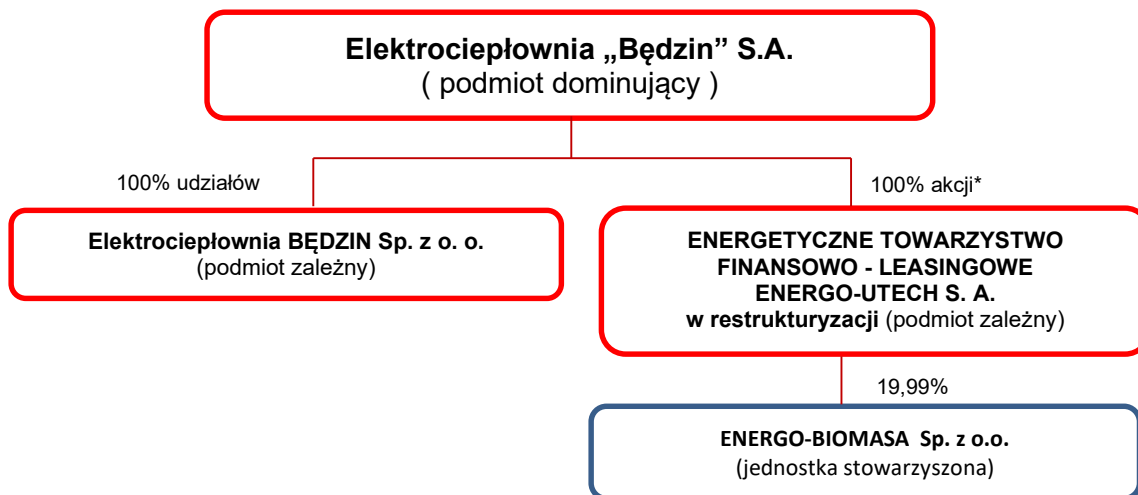 Elektrociepłownia „Będzin” S.A.
( podmiot dominujący )
100% udziałów
100% akcji*
Elektrociepłownia BĘDZIN Sp. z o. o.
(podmiot zależny)
ENERGETYCZNE TOWARZYSTWO
FINANSOWO - LEASINGOWE
ENERGO-UTECH S. A.
w restrukturyzacji (podmiot zależny)
19,99%
ENERGO-BIOMASA Sp. z o.o.
(jednostka stowarzyszona)